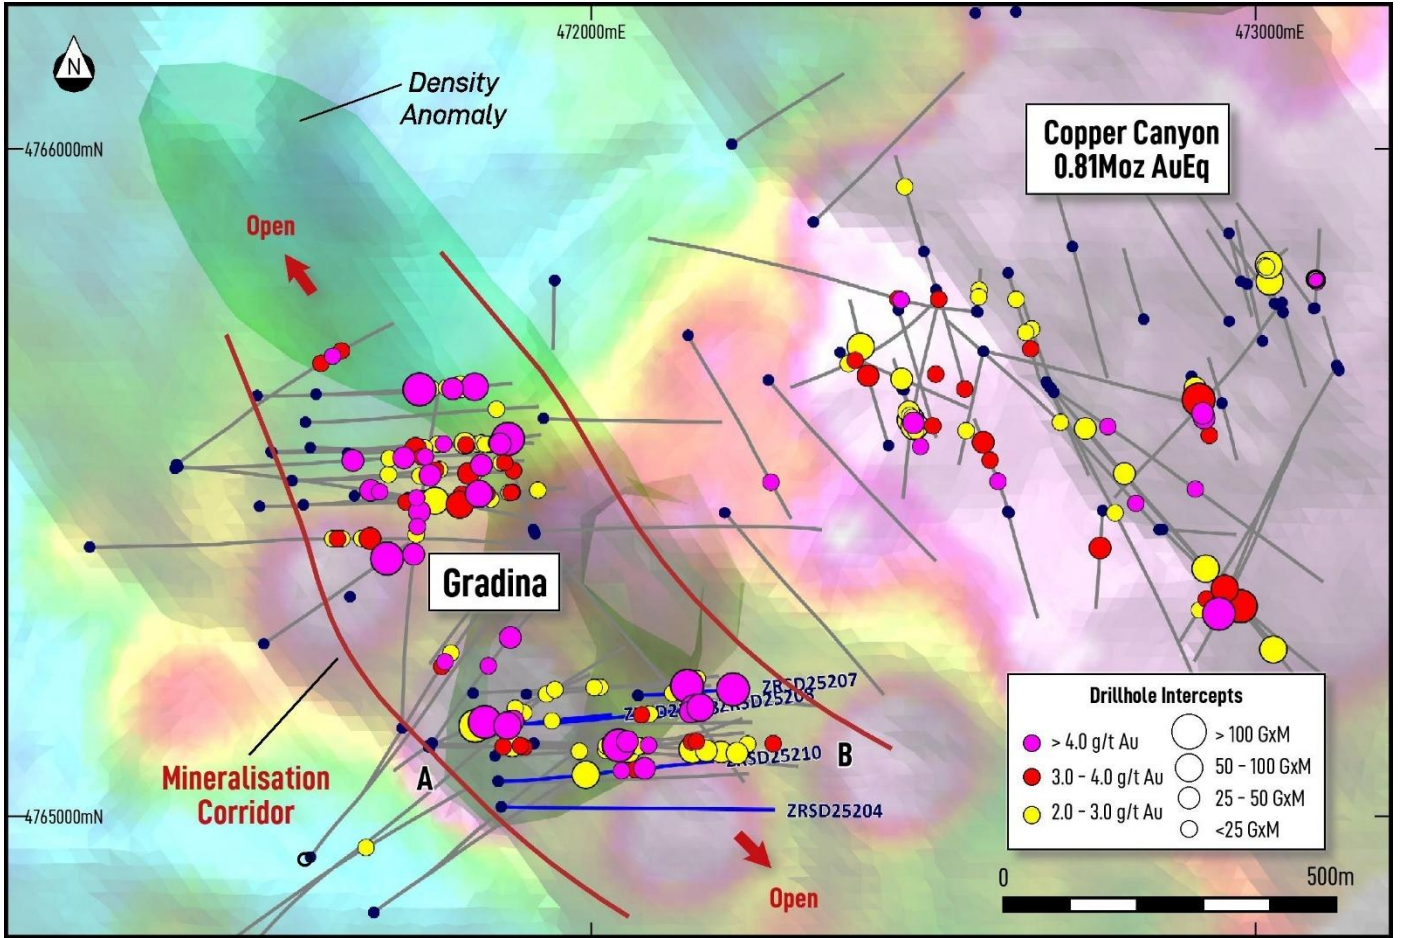 472000mE
473000mE
N
Density
Anomaly
Copper Canyon
0.81Moz AuEq
4766000mN
Open
Gradina
ZRSD25207
ZRSD25210
A
B
Mineralisation
Corridor
ZRSD25204
4765000mN
Open
Drillhole Intercepts
> 4.0 g/t Au
3.0 - 4.0 g/t Au
2.0 - 3.0 g/t Au
> 100 GxM
50 - 100 GxM
25 - 50 GxM
<25 GxM
0
500m